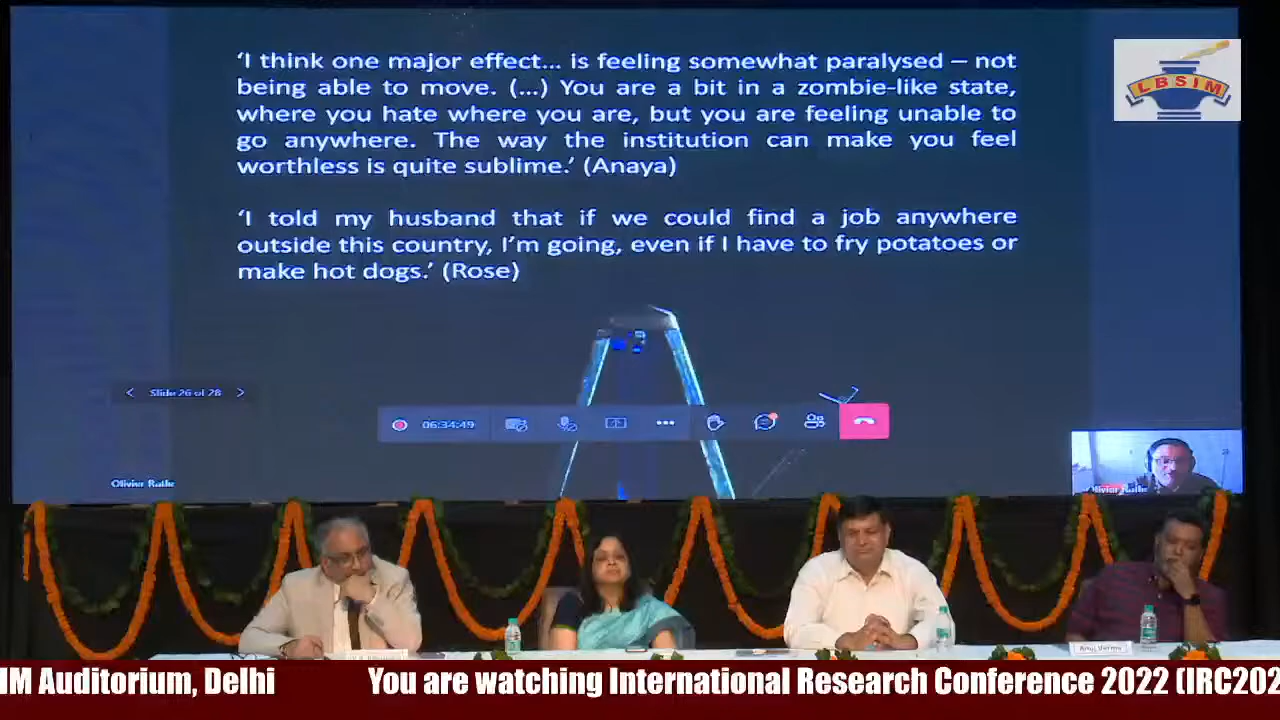 ‘I think one major effect... is feeling somewhat paralysed – not
being able to move. (...) You are a bit in a zombie-like state,
where you hate where you are, but you are feeling unable to
go anywhere. The way the institution can make you feel
worthless is quite sublime.’ (Anaya)
‘I told my husband that if we could find a job anywhere
outside this country, I’m going, even if I have to fry potatoes or
make hot dogs.’ (Rose)
LBSIM
Slide 26 of 28
06:34:49
Olivier
Olivier
IM Auditorium, Delhi
You are watching International Research Conference 2022 (IRC202